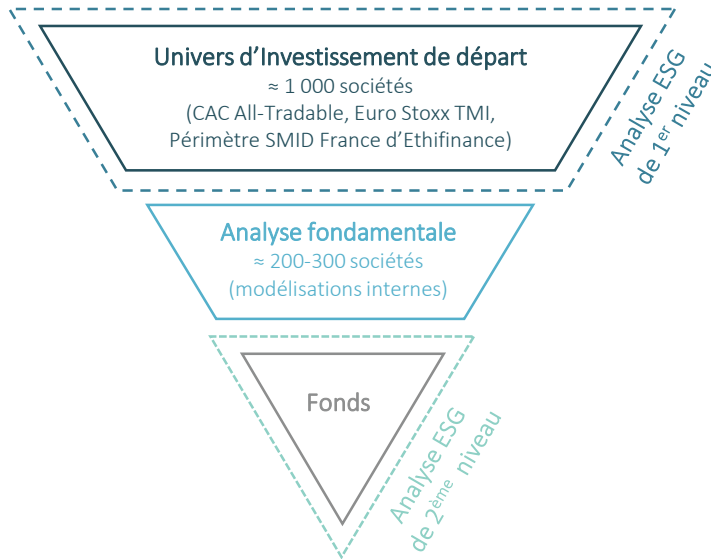 Univers d’Investissement de départ
≈ 1 000 sociétés
(CAC All-Tradable, Euro Stoxx TMI,
Périmètre SMID France d’Ethifinance)
Analyse ESG
de 1er niveau
Analyse fondamentale
≈ 200-300 sociétés
(modélisations internes)
Fonds
Analyse ESG
de 2ème niveau